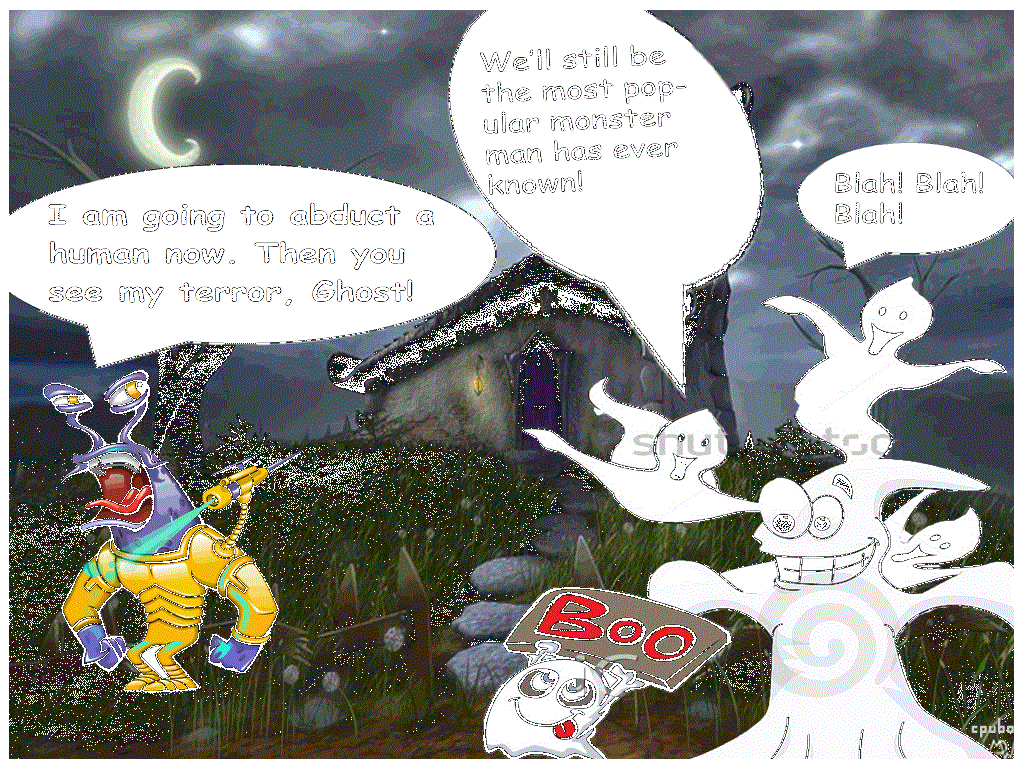 We'll still be
the most pop-
ular monster
man has ever
known!
Blah! Blah!
Blah!
I am going to abduct a
human now. Then you
see my terror, Ghost!
Boo